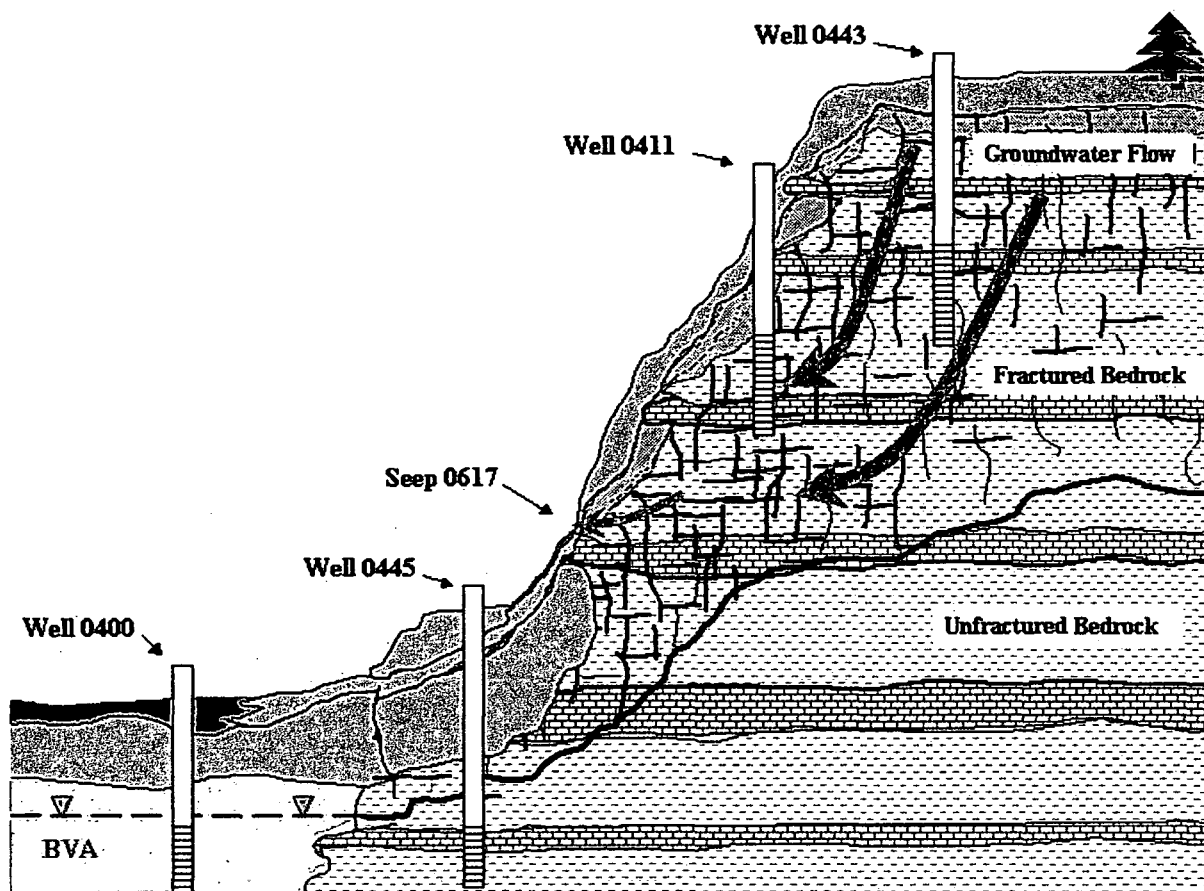 Well 0443
Well 0411
Groundwater Flow
Fractured Bedrock
Seep 0617
Well 0445
Well 0400
Unfractured Bedrock
BVA